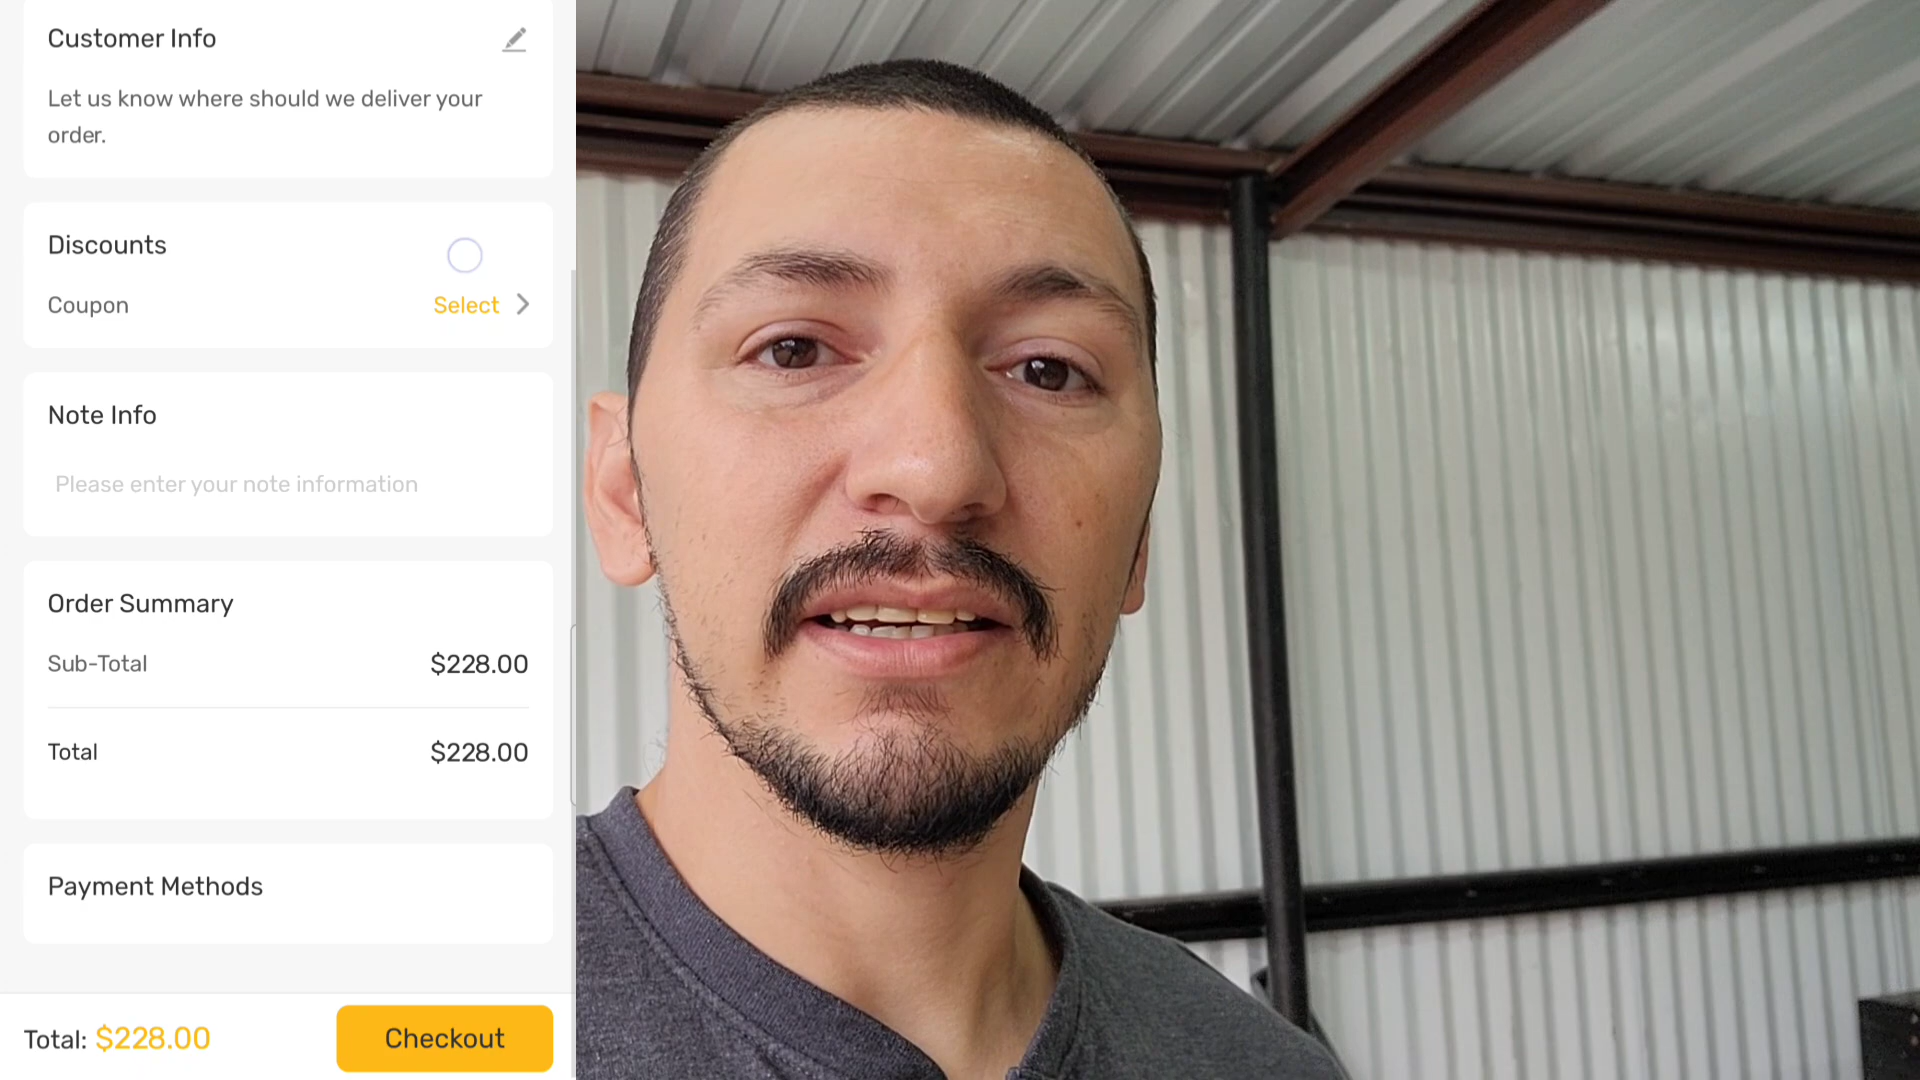 Customer Info
Let us know where should we deliver your
order.
Discounts
Coupon Select
Note Info
Please enter your note information
Order Summary
Sub-Total $228.00
Total $228.00
Payment Methods
Total: $228.00 Checkout